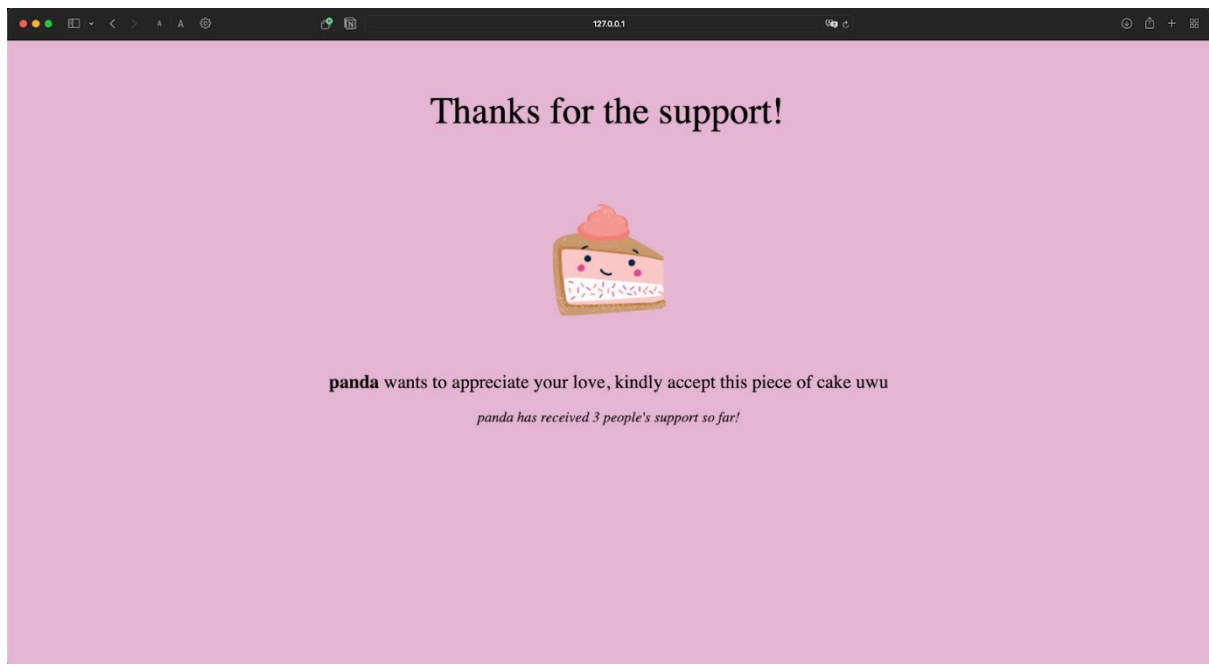 A A 127.0.0.1
Thanks for the support!
panda wants to appreciate your love, kindly accept this piece of cake uwu
panda has received 3 people's support so far!